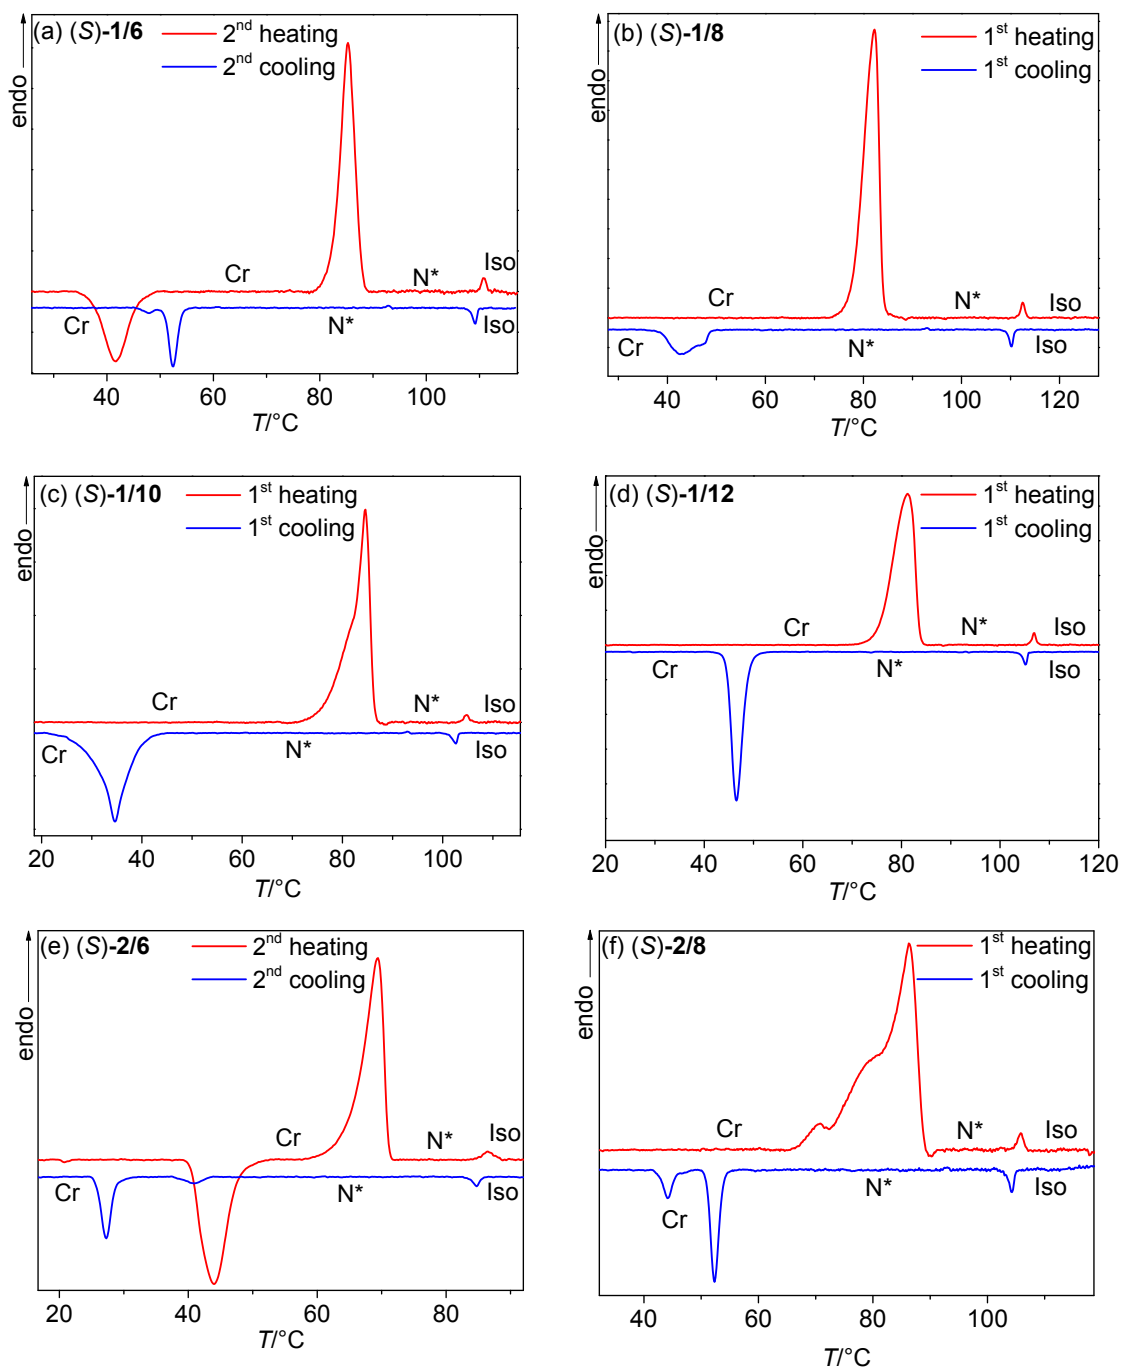 (a) (S)-1/6
2nd heating
2nd cooling
endo
Cr
N*
Iso
Cr
N*
Iso
40 60 80 100
T/°C
(b) (S)-1/8
1st heating
1st cooling
endo
Cr
N*
Iso
Cr
N*
Iso
40 60 80 100 120
T/°C
(c) (S)-1/10
1st heating
1st cooling
endo
Cr
N*
Iso
Cr
N*
Iso
20 40 60 80 100
T/°C
(d) (S)-1/12
1st heating
1st cooling
endo
Cr
N*
Iso
Cr
N*
Iso
20 40 60 80 100 120
T/°C
(e) (S)-2/6
2nd heating
2nd cooling
endo
Cr
N*
Iso
Cr
N*
Iso
20 40 60 80
T/°C
(f) (S)-2/8
1st heating
1st cooling
endo
Cr
N*
Iso
Cr
N*
Iso
40 60 80 100
T/°C